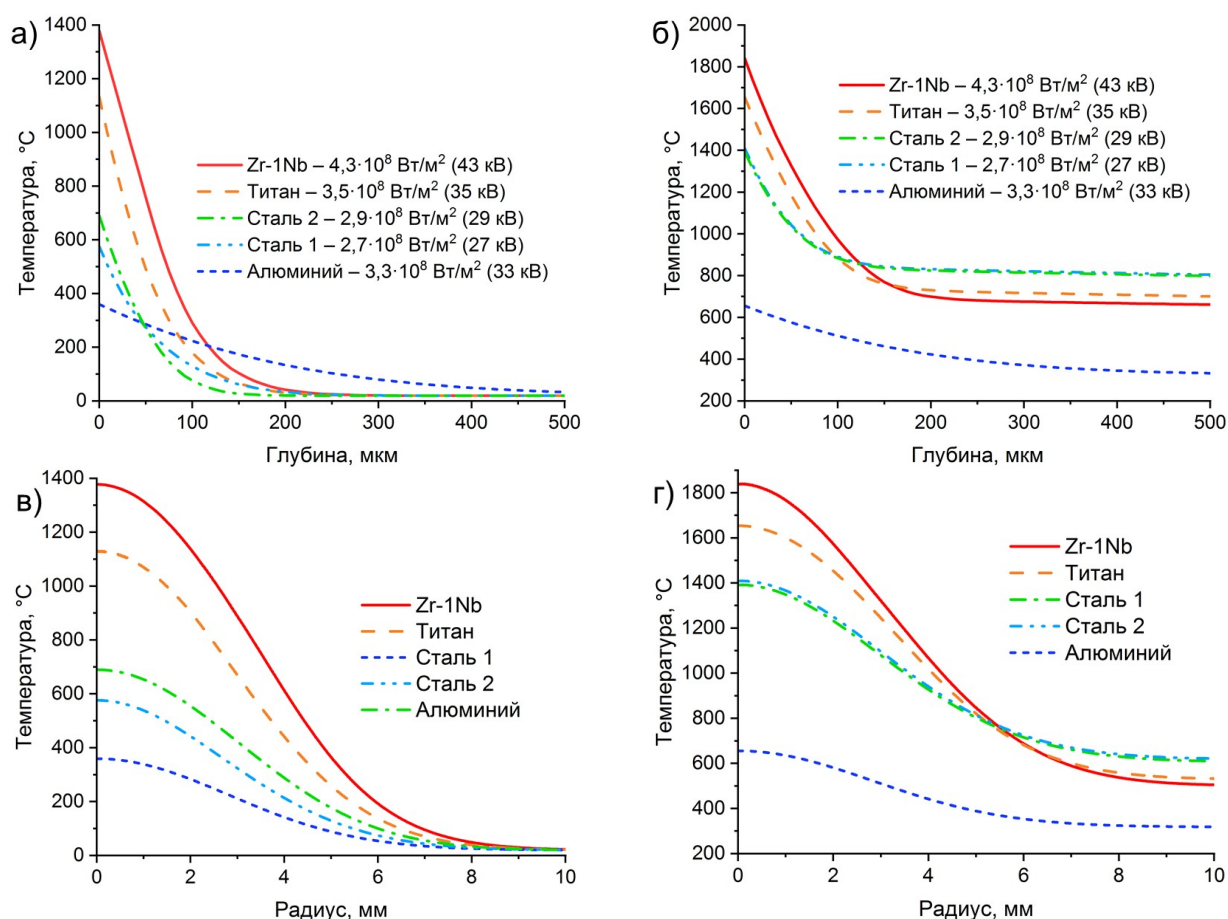 а)
1400
1200
1000
800
600
400
200
0
Температура, °C
Zr-1Nb – 4,3·10⁸ Вт/м² (43 кВ)
Титан – 3,5·10⁸ Вт/м² (35 кВ)
Сталь 2 – 2,9·10⁸ Вт/м² (29 кВ)
Сталь 1 – 2,7·10⁸ Вт/м² (27 кВ)
Алюминий – 3,3·10⁸ Вт/м² (33 кВ)
0 100 200 300 400 500
Глубина, мкм
б)
2000
1800
1600
1400
1200
1000
800
600
400
200
Температура, °C
Zr-1Nb – 4,3·10⁸ Вт/м² (43 кВ)
Титан – 3,5·10⁸ Вт/м² (35 кВ)
Сталь 2 – 2,9·10⁸ Вт/м² (29 кВ)
Сталь 1 – 2,7·10⁸ Вт/м² (27 кВ)
Алюминий – 3,3·10⁸ Вт/м² (33 кВ)
0 100 200 300 400 500
Глубина, мкм
в)
1400
1200
1000
800
600
400
200
0
Температура, °C
Zr-1Nb
Титан
Сталь 1
Сталь 2
Алюминий
0 2 4 6 8 10
Радиус, мм
г)
1800
1600
1400
1200
1000
800
600
400
200
Температура, °C
Zr-1Nb
Титан
Сталь 1
Сталь 2
Алюминий
0 2 4 6 8 10
Радиус, мм